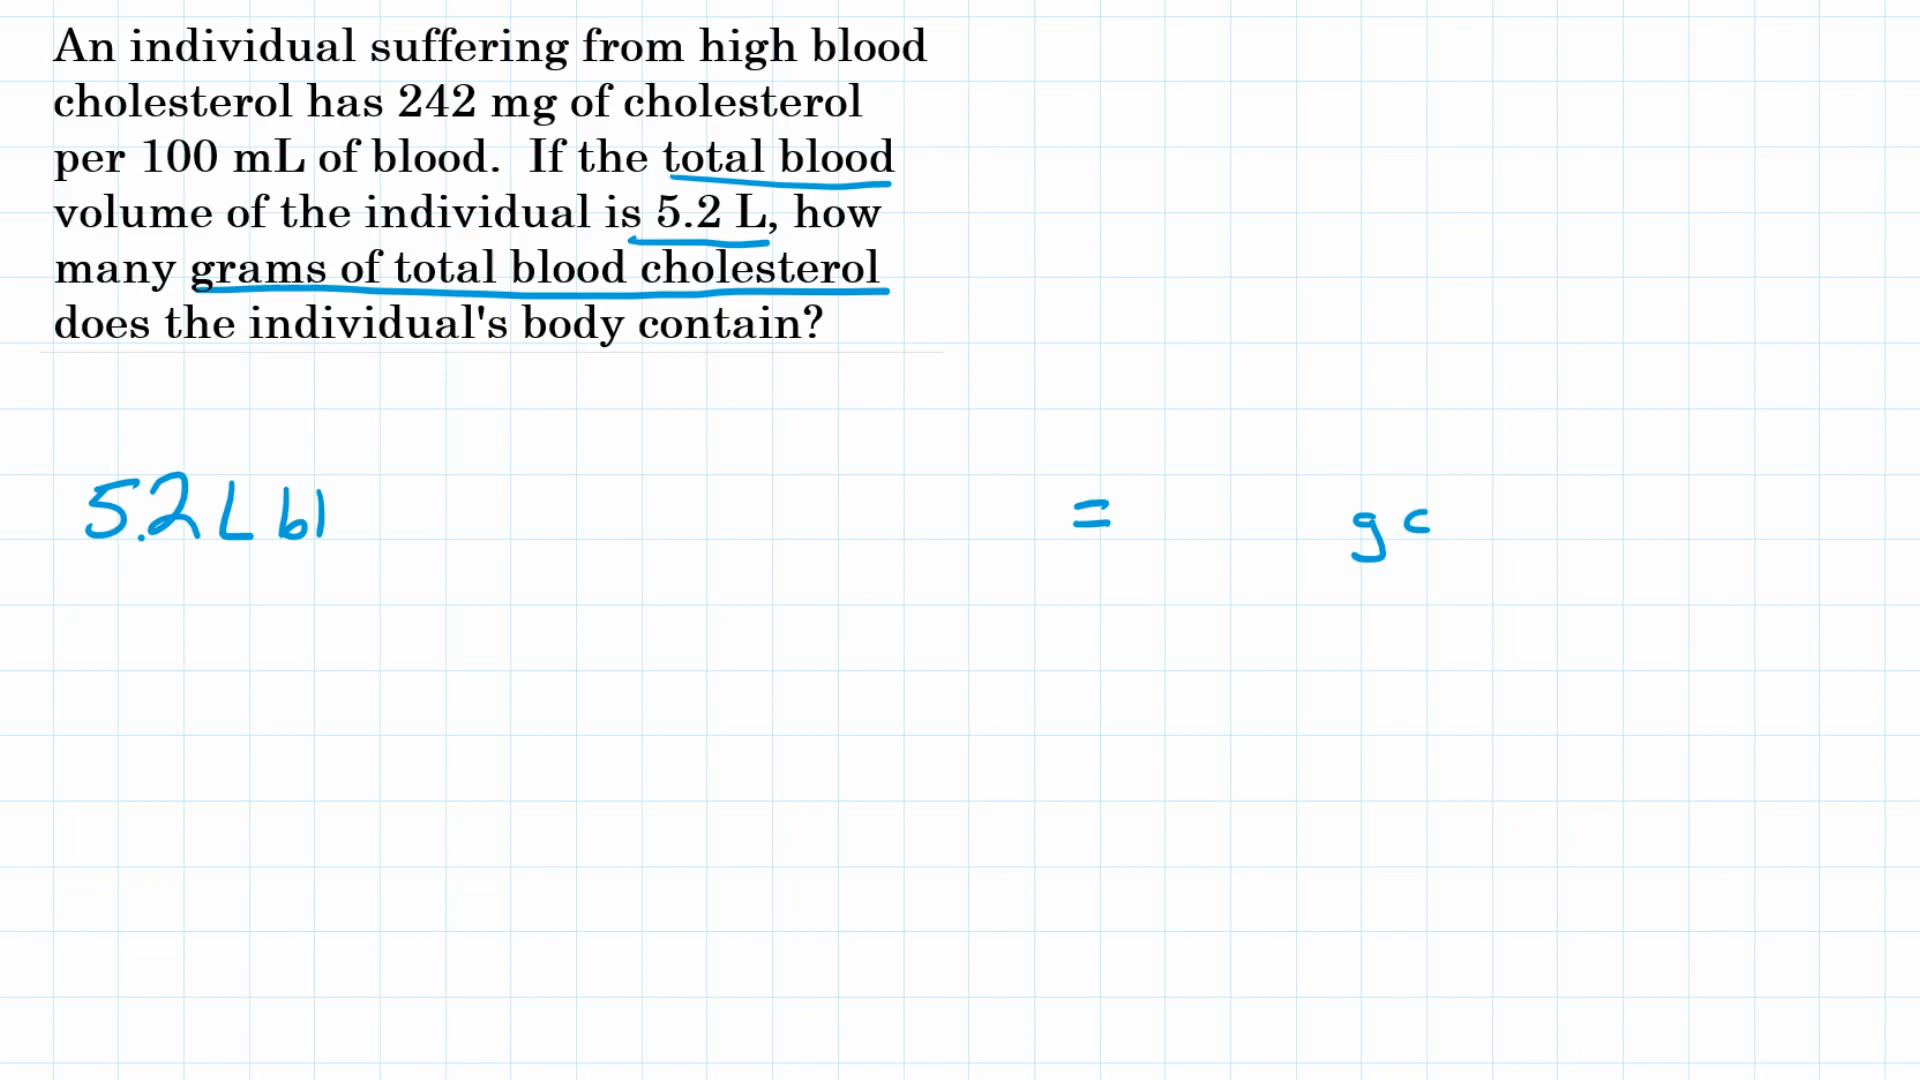 An individual suffering from high blood
cholesterol has 242 mg of cholesterol
per 100 mL of blood. If the total blood
volume of the individual is 5.2 L, how
many grams of total blood cholesterol
does the individual's body contain?
5.2 L bl = g c